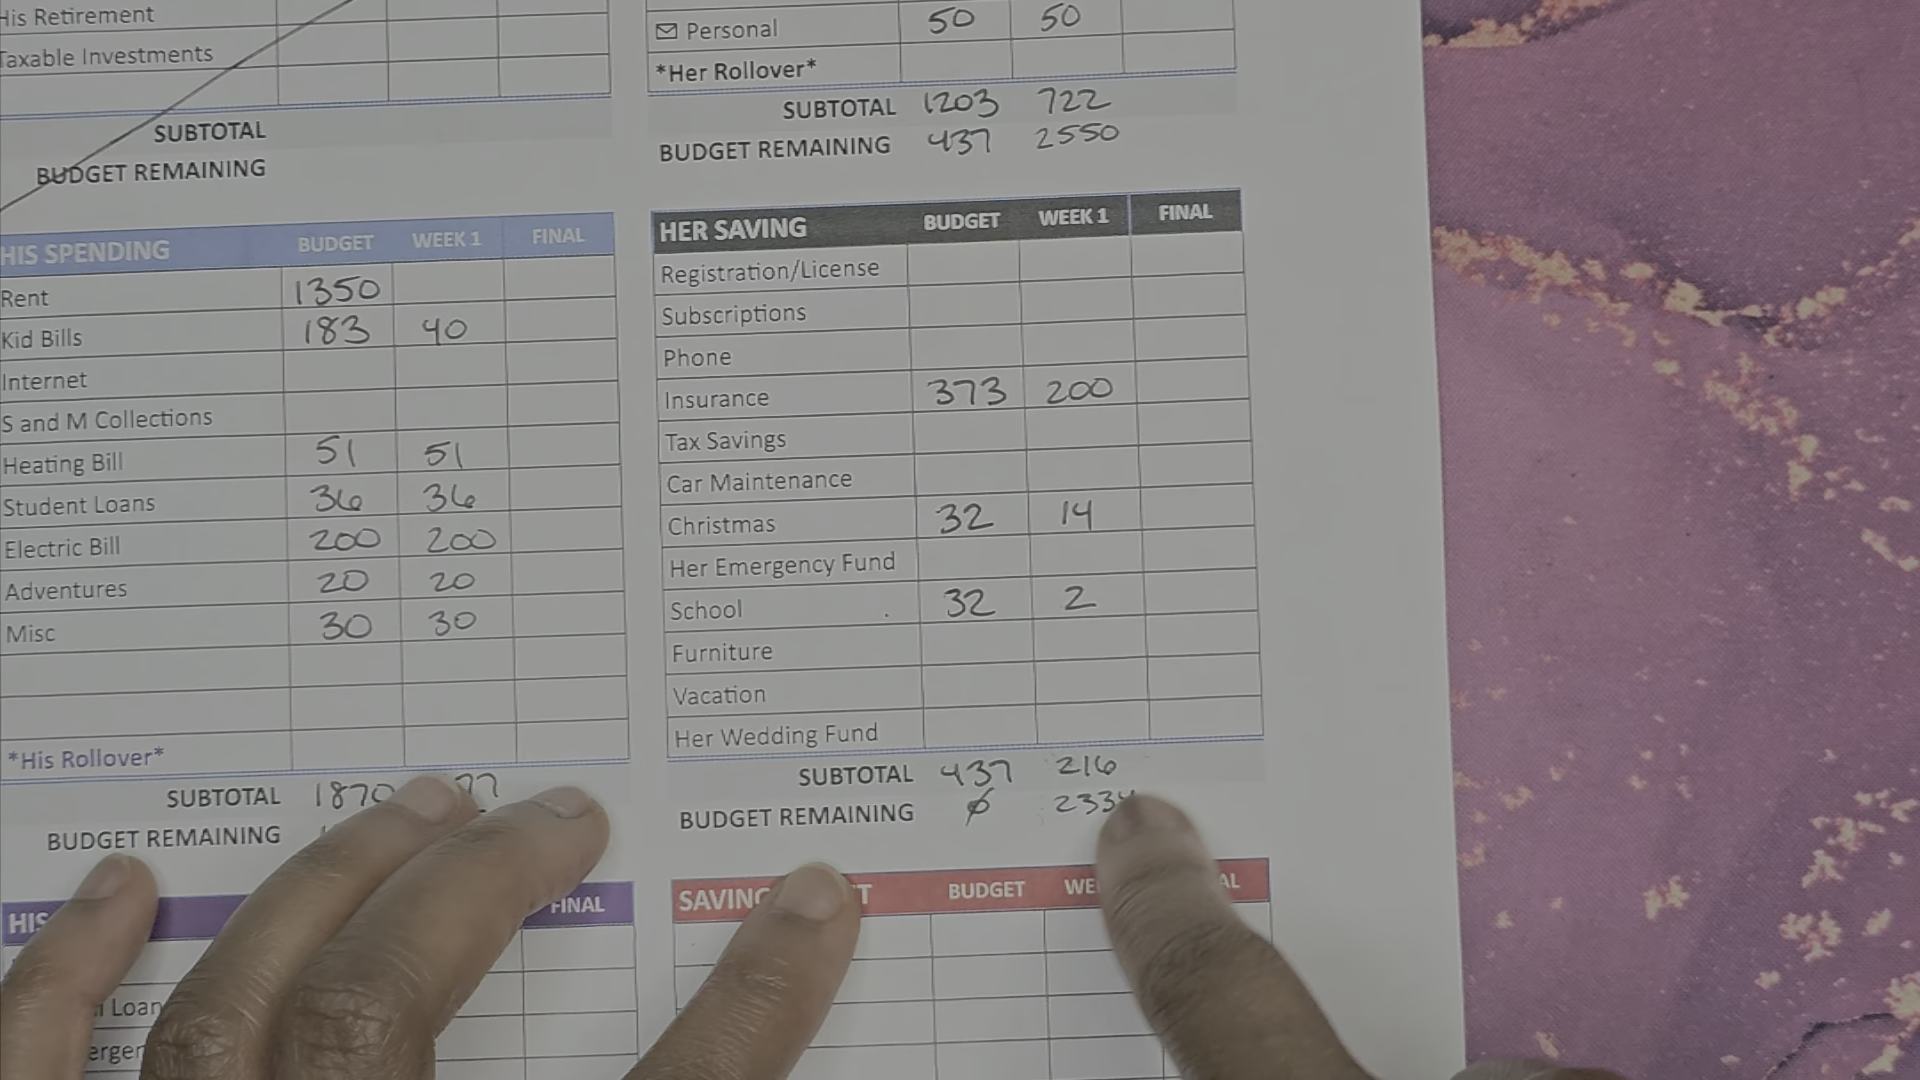 His Retirement
Taxable Investments
SUBTOTAL
BUDGET REMAINING
HIS SPENDING BUDGET WEEK 1 FINAL
Rent 1350
Kid Bills 183 40
Internet
S and M Collections
Heating Bill 51 51
Student Loans 36 36
Electric Bill 200 200
Adventures 20 20
Misc 30 30
*His Rollover*
SUBTOTAL 1870
BUDGET REMAINING
HIS FINAL
Loan
Personal 50 50
*Her Rollover*
SUBTOTAL 1203 722
BUDGET REMAINING 437 2550
HER SAVING BUDGET WEEK 1 FINAL
Registration/License
Subscriptions
Phone
Insurance 373 200
Tax Savings
Car Maintenance
Christmas 32 14
Her Emergency Fund
School 32 2
Furniture
Vacation
Her Wedding Fund
SUBTOTAL 437 216
BUDGET REMAINING 0 2334
BUDGET